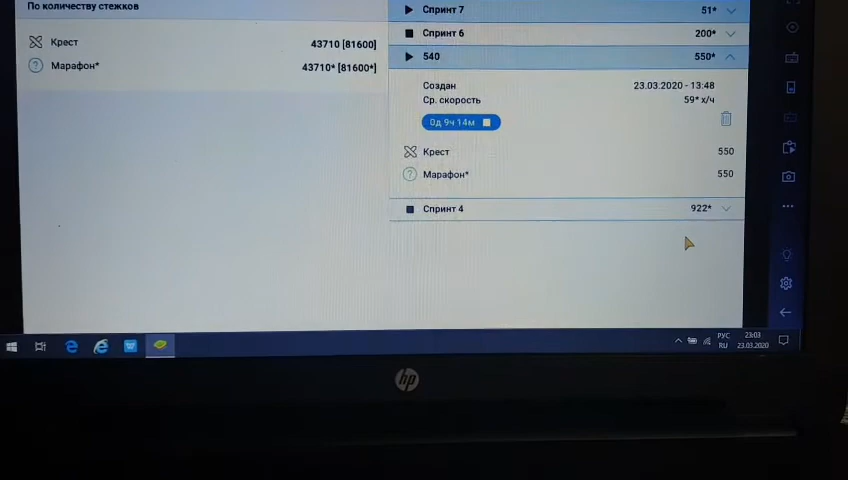 По количеству стежков
Крест 43710 [81600]
Марафон* 43710* [81600*]
Спринт 7 51*
Спринт 6 200*
540 550*
Создан 23.03.2020 - 13:48
Ср. скорость 59* х/ч
0д 9ч 14м
Крест 550
Марафон* 550
Спринт 4 922*
РУС
RU
23:03
23.03.2020
hp